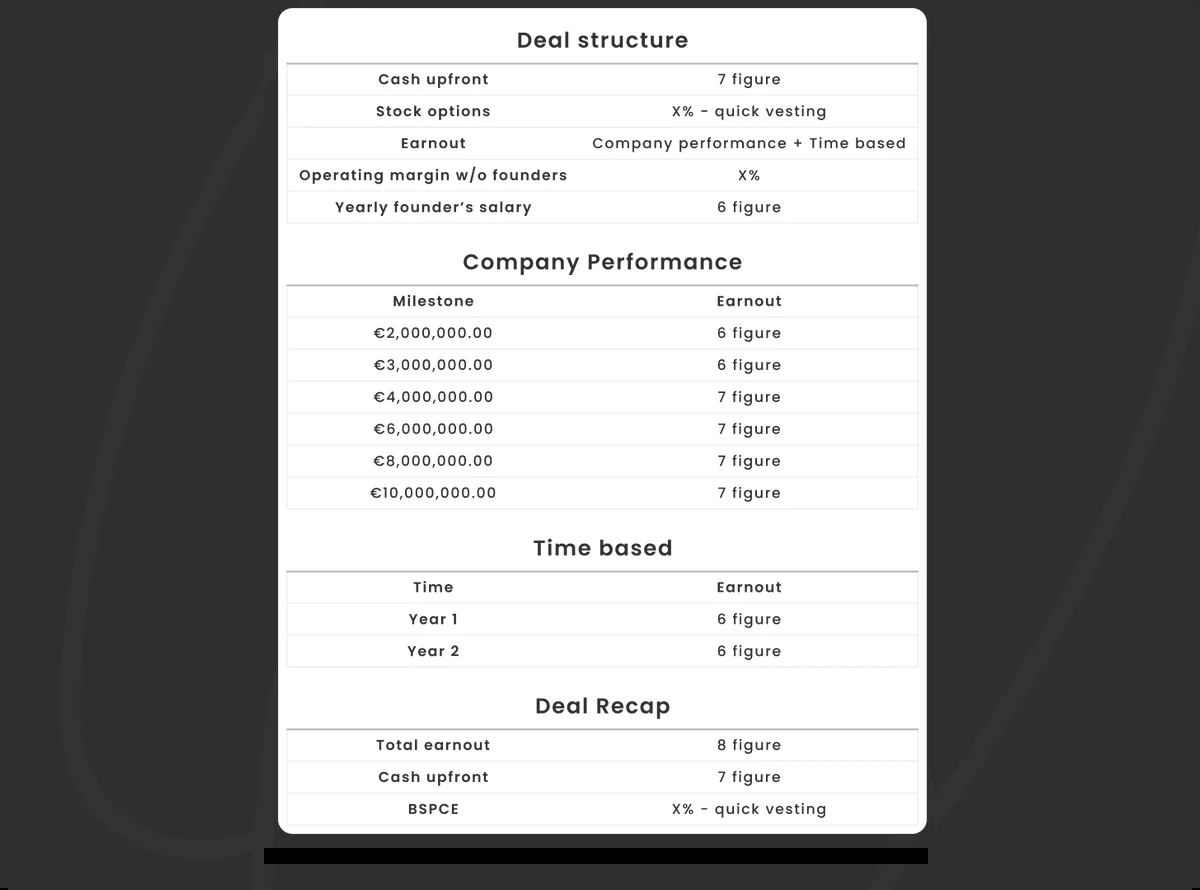 Deal structure
Cash upfront 7 figure
Stock options X% - quick vesting
Earnout Company performance + Time based
Operating margin w/o founders X%
Yearly founder’s salary 6 figure
Company Performance
Milestone Earnout
€2,000,000.00 6 figure
€3,000,000.00 6 figure
€4,000,000.00 7 figure
€6,000,000.00 7 figure
€8,000,000.00 7 figure
€10,000,000.00 7 figure
Time based
Time Earnout
Year 1 6 figure
Year 2 6 figure
Deal Recap
Total earnout 8 figure
Cash upfront 7 figure
BSPCE X% - quick vesting